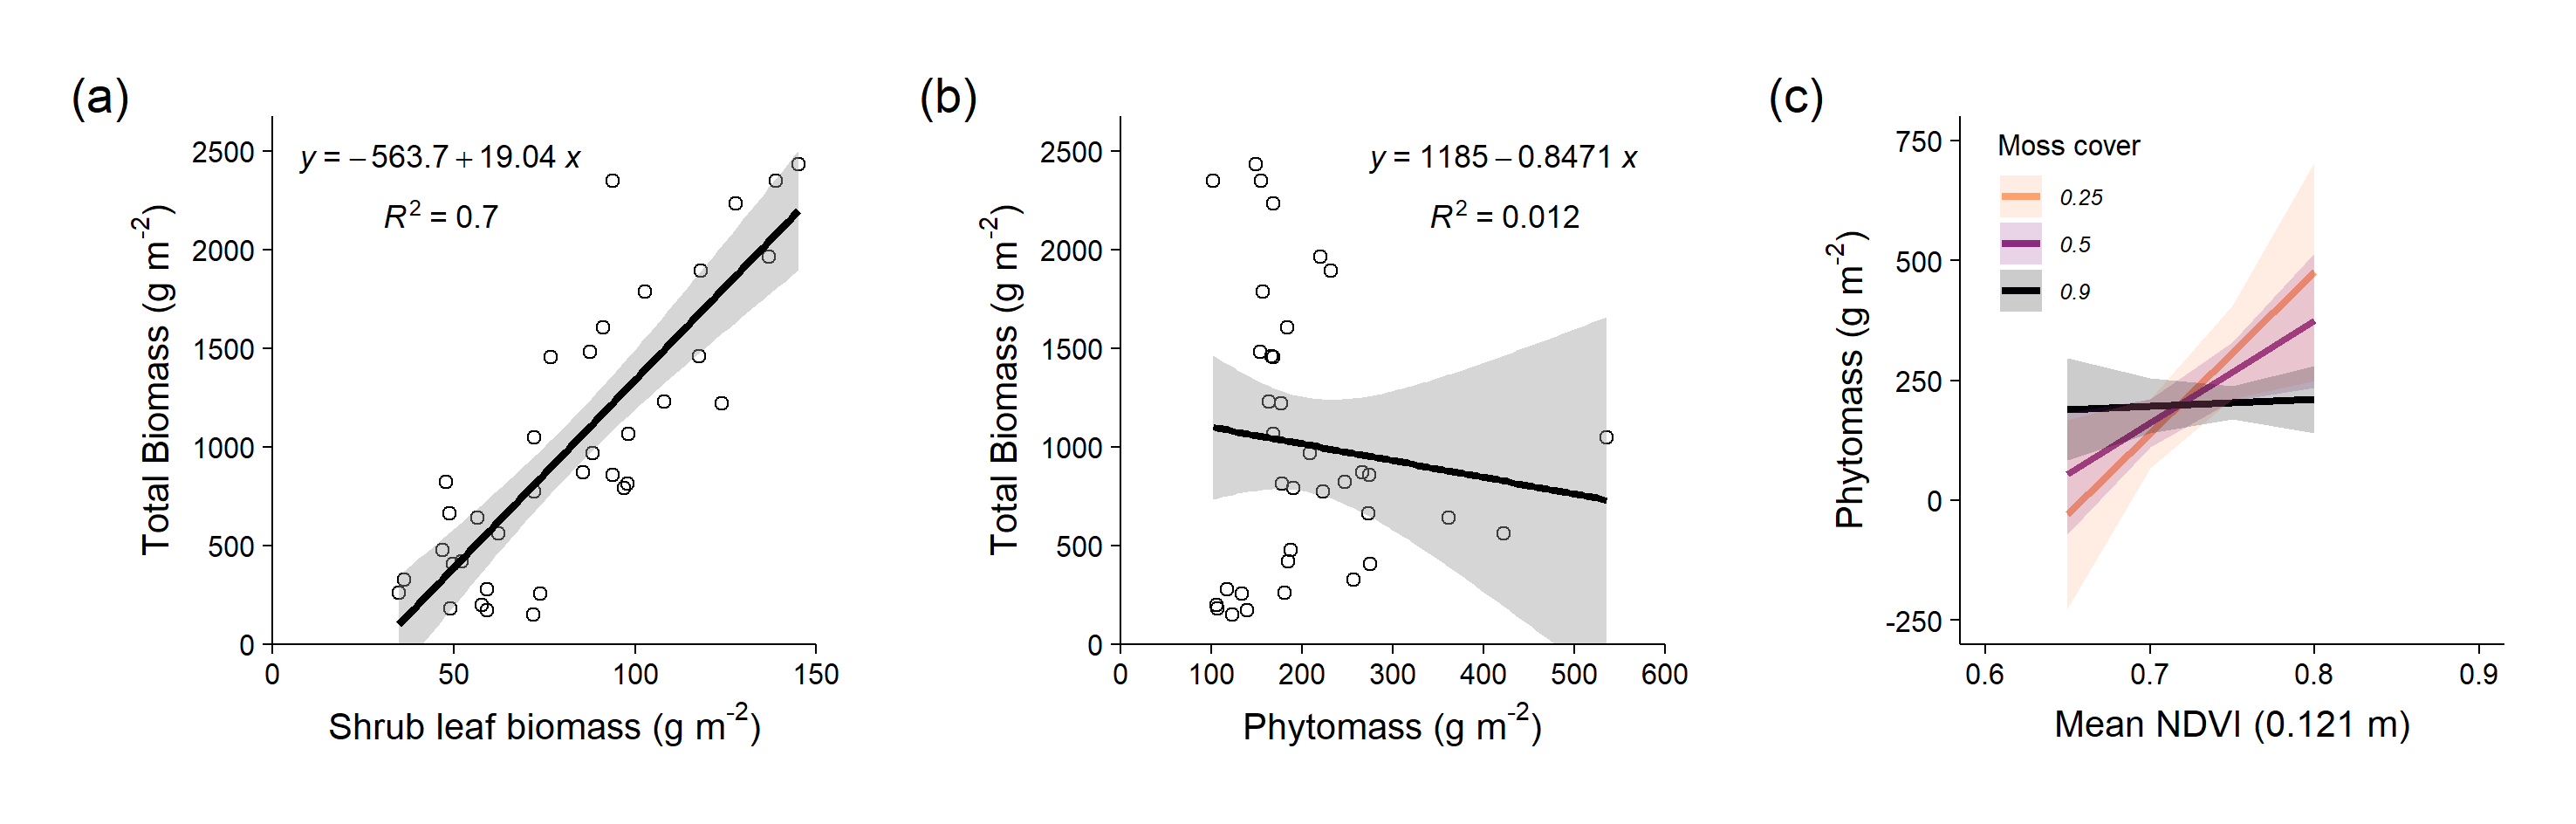 (a)
y = −563.7 + 19.04 x
R² = 0.7
2500
2000
1500
1000
500
0
0 50 100 150
Total Biomass (g m⁻²)
Shrub leaf biomass (g m⁻²)
(b)
y = 1185 − 0.8471 x
R² = 0.012
2500
2000
1500
1000
500
0
0 100 200 300 400 500 600
Total Biomass (g m⁻²)
Phytomass (g m⁻²)
(c)
Moss cover
0.25
0.5
0.9
750
500
250
0
-250
0.6 0.7 0.8 0.9
Phytomass (g m⁻²)
Mean NDVI (0.121 m)